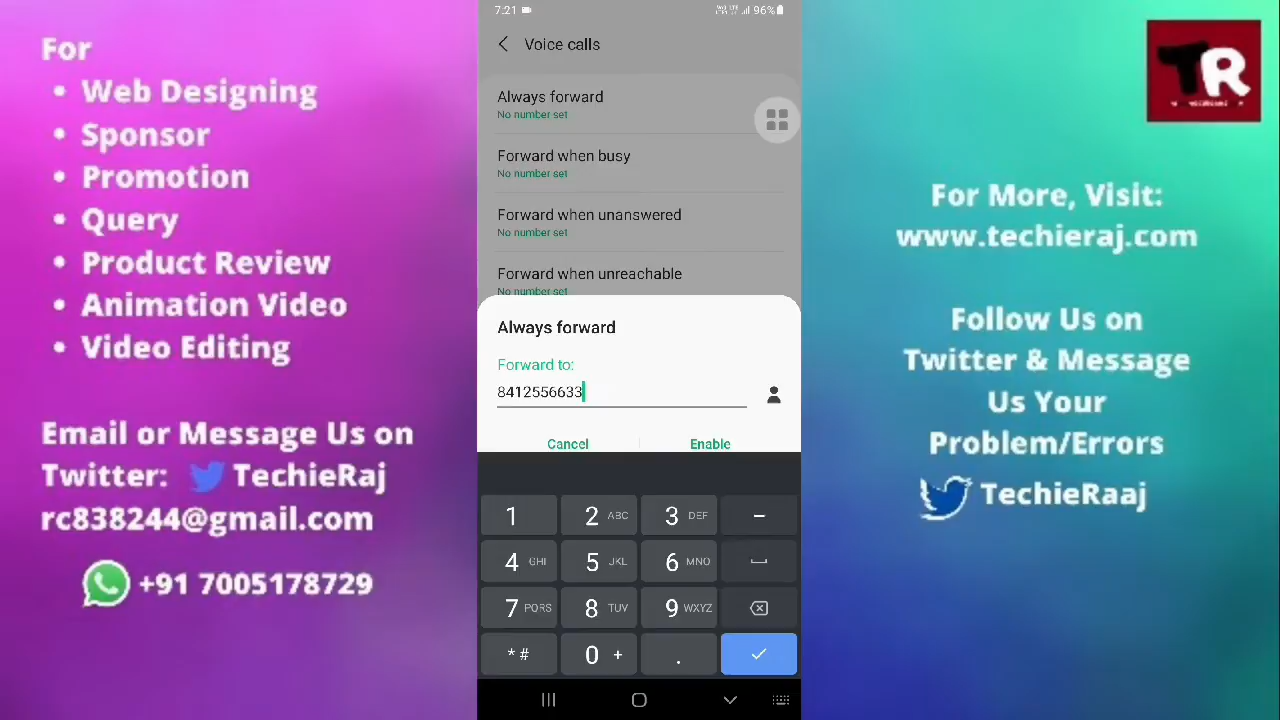 For
• Web Designing
• Sponsor
• Promotion
• Query
• Product Review
• Animation Video
• Video Editing
Email or Message Us on
Twitter: TechieRaj
rc838244@gmail.com
+91 7005178729
7:21
96%
Voice calls
Always forward
No number set
Forward when busy
No number set
Forward when unanswered
No number set
Forward when unreachable
No number set
Always forward
Forward to:
8412556633
Cancel Enable
1 2 ABC 3 DEF –
4 GHI 5 JKL 6 MNO
7 PQRS 8 TUV 9 WXYZ
* # 0 + .
TR
For More, Visit:
www.techieraj.com
Follow Us on
Twitter & Message
Us Your
Problem/Errors
TechieRaaj